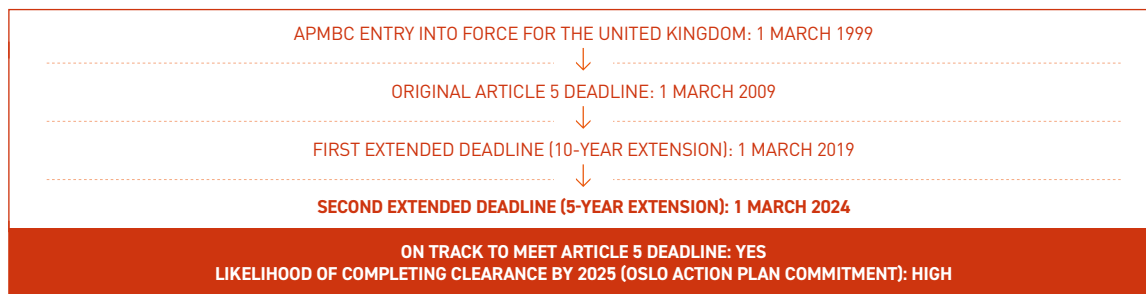 APMBC ENTRY INTO FORCE FOR THE UNITED KINGDOM: 1 MARCH 1999
ORIGINAL ARTICLE 5 DEADLINE: 1 MARCH 2009
FIRST EXTENDED DEADLINE (10-YEAR EXTENSION): 1 MARCH 2019
SECOND EXTENDED DEADLINE (5-YEAR EXTENSION): 1 MARCH 2024
ON TRACK TO MEET ARTICLE 5 DEADLINE: YES
LIKELIHOOD OF COMPLETING CLEARANCE BY 2025 (OSLO ACTION PLAN COMMITMENT): HIGH